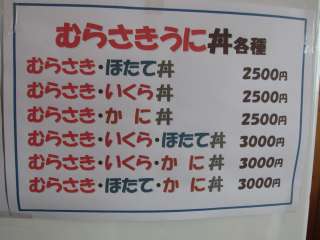 むらさきうに丼各種
むらさき・ほたて丼 2500円
むらさき・いくら丼 2500円
むらさき・かに丼 2500円
むらさき・いくら・ほたて丼 3000円
むらさき・いくら・かに丼 3000円
むらさき・ほたて・かに丼 3000円